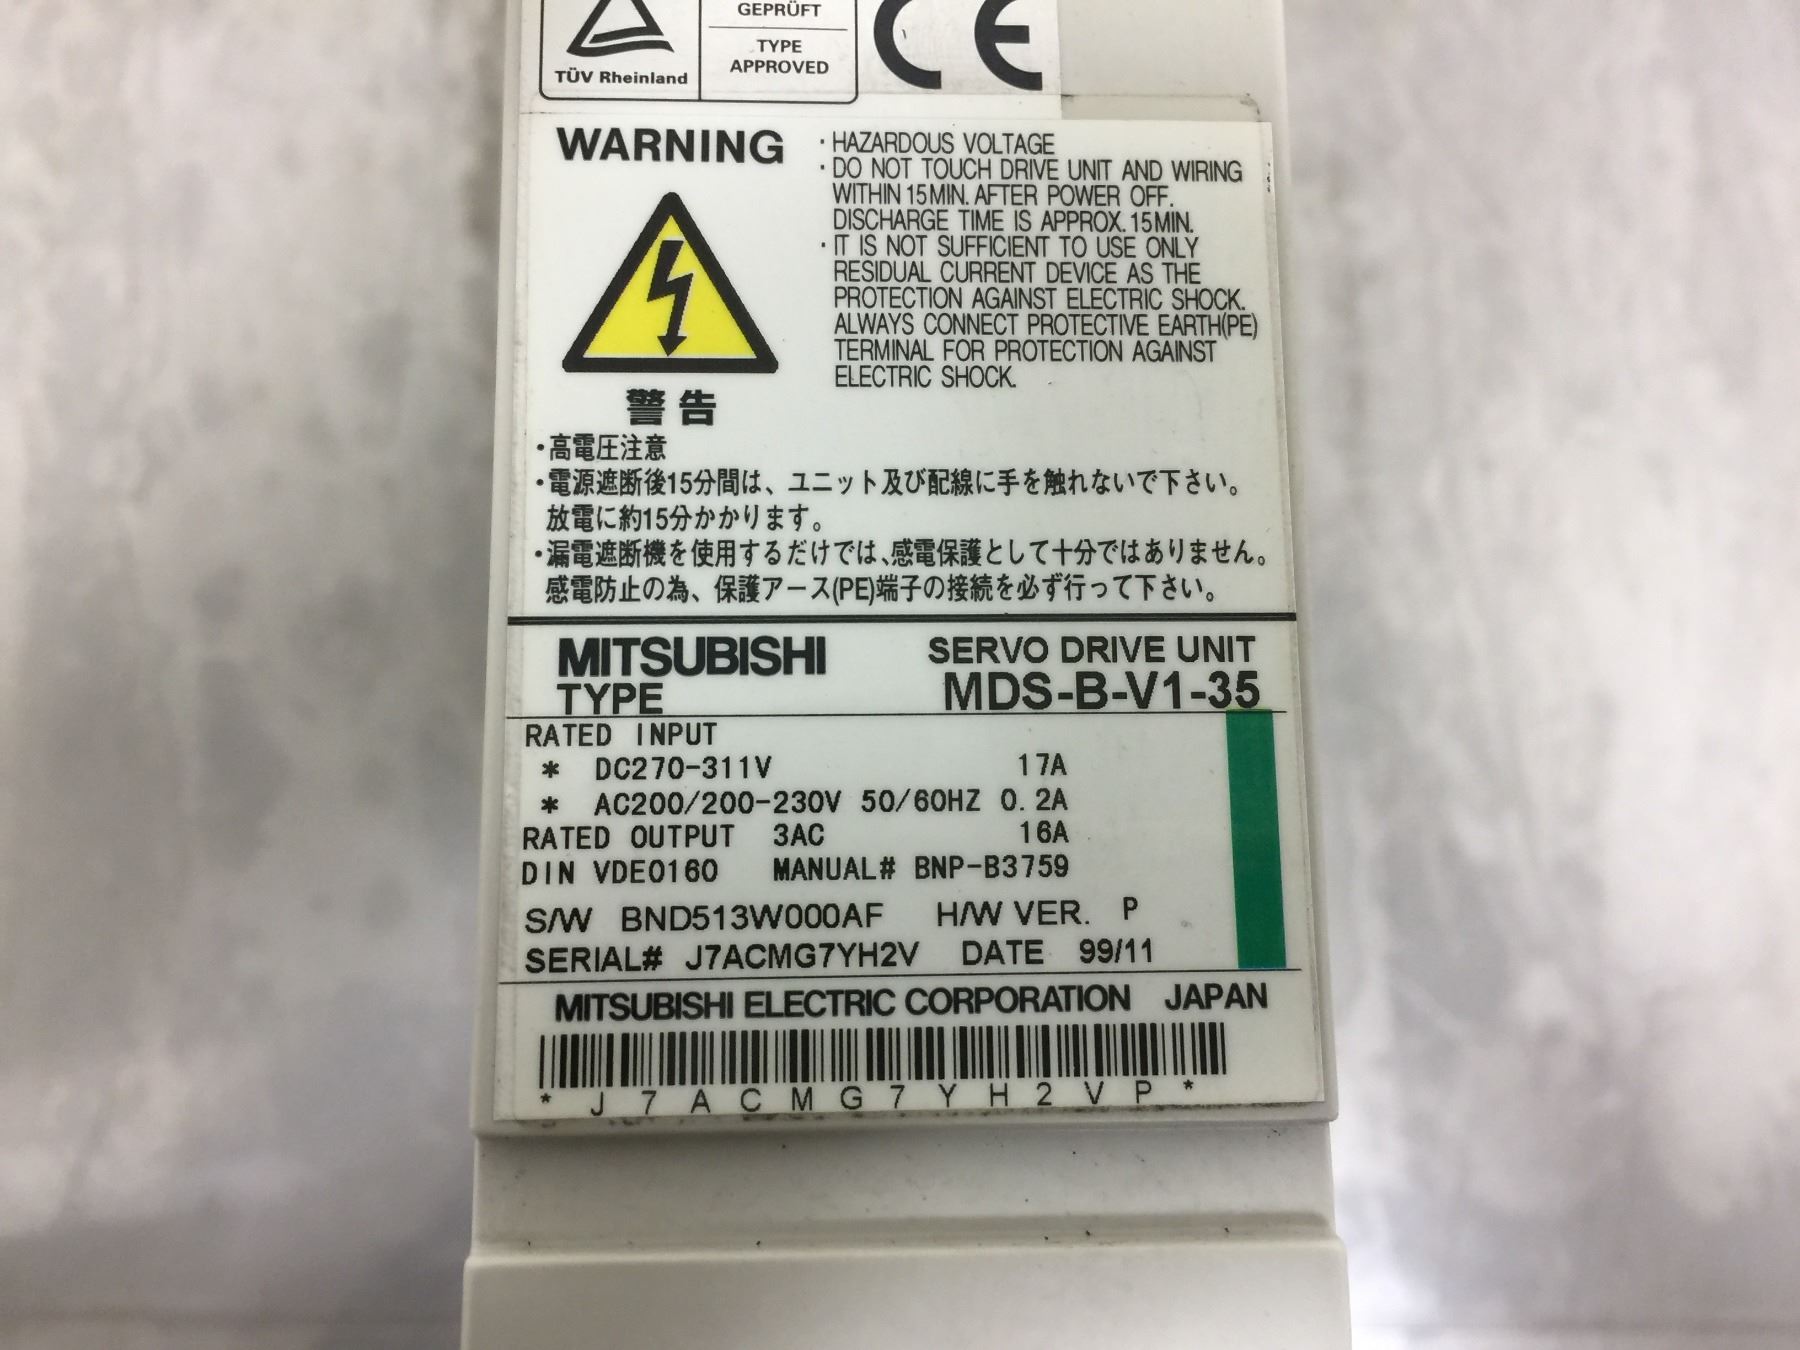 GEPRÜFT
TYPE
APPROVED
TÜV Rheinland
CE
WARNING
・HAZARDOUS VOLTAGE
・DO NOT TOUCH DRIVE UNIT AND WIRING
WITHIN 15MIN. AFTER POWER OFF.
DISCHARGE TIME IS APPROX. 15MIN.
・IT IS NOT SUFFICIENT TO USE ONLY
RESIDUAL CURRENT DEVICE AS THE
PROTECTION AGAINST ELECTRIC SHOCK.
ALWAYS CONNECT PROTECTIVE EARTH(PE)
TERMINAL FOR PROTECTION AGAINST
ELECTRIC SHOCK.
警告
・高電圧注意
・電源遮断後15分間は、ユニット及び配線に手を触れないで下さい。
放電に約15分かかります。
・漏電遮断機を使用するだけでは、感電保護として十分ではありません。
感電防止の為、保護アース(PE)端子の接続を必ず行って下さい。
MITSUBISHI SERVO DRIVE UNIT
TYPE MDS-B-V1-35
RATED INPUT
* DC270-311V 17A
* AC200/200-230V 50/60HZ 0.2A
RATED OUTPUT 3AC 16A
DIN VDE0160 MANUAL# BNP-B3759
S/W BND513W000AF H/W VER. P
SERIAL# J7ACMG7YH2V DATE 99/11
MITSUBISHI ELECTRIC CORPORATION JAPAN
* J 7 A C M G 7 Y H 2 V P *